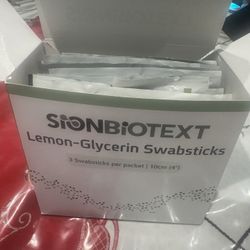 SiONBiOTEXT
Lemon-Glycerin Swabsticks
3 Swabsticks per packet | 10cm (4")